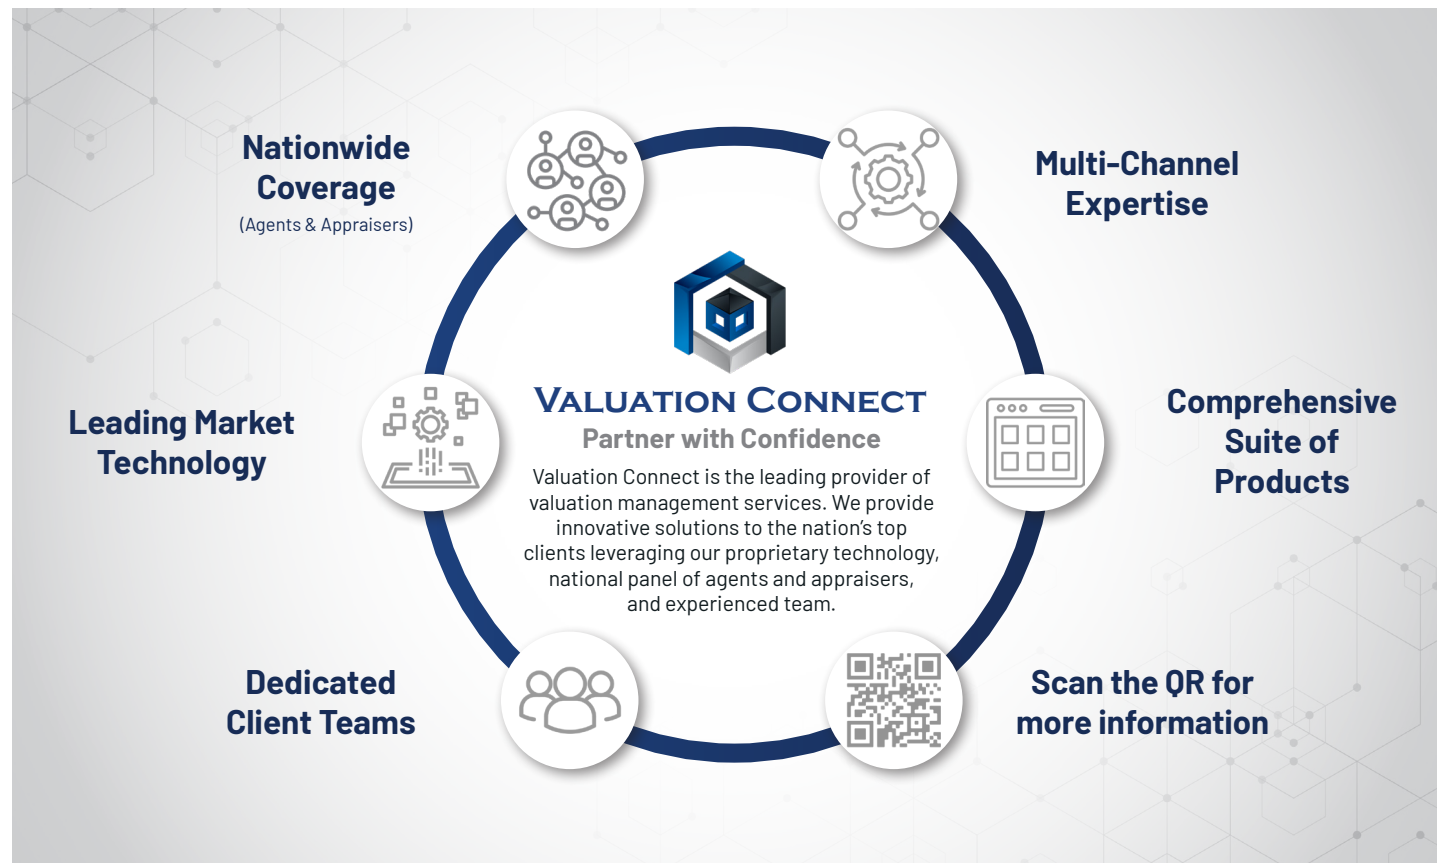 Nationwide
Coverage
(Agents & Appraisers)
Multi-Channel
Expertise
Leading Market
Technology
VALUATION CONNECT
Partner with Confidence
Valuation Connect is the leading provider of
valuation management services. We provide
innovative solutions to the nation’s top
clients leveraging our proprietary technology,
national panel of agents and appraisers,
and experienced team.
Comprehensive
Suite of
Products
Dedicated
Client Teams
Scan the QR for
more information